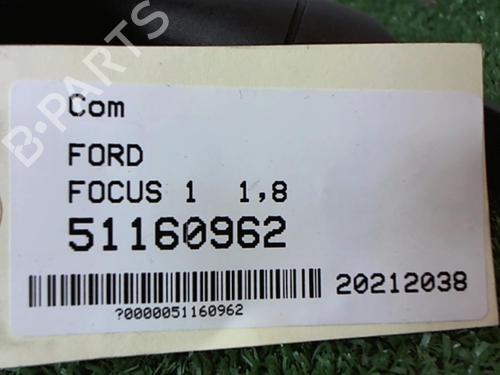 B-PARTS
Com
FORD
FOCUS 1 1,8
51160962
20212038
?0000051160962